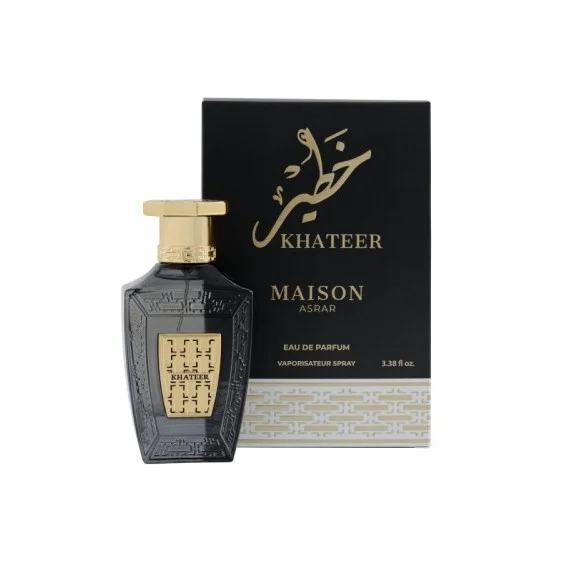 خطير
KHATEER
MAISON
ASRAR
EAU DE PARFUM
VAPORISATEUR SPRAY 3.38 fl oz.
KHATEER